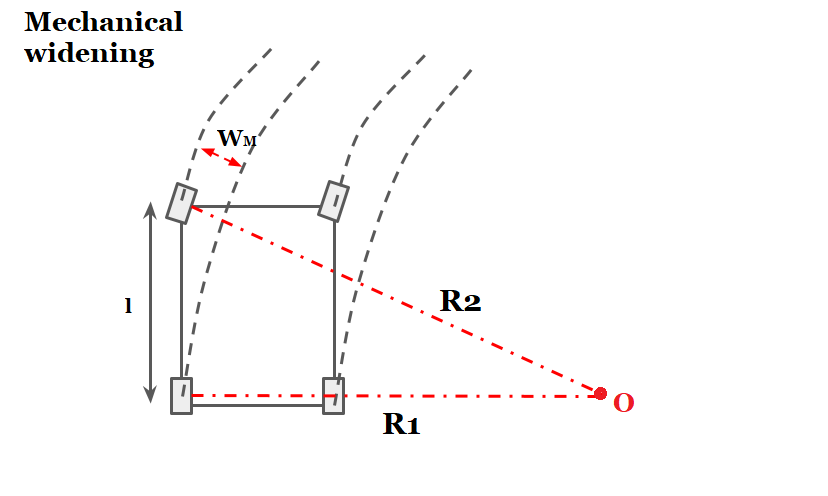 Mechanical
widening
WM
l
R2
R1
O